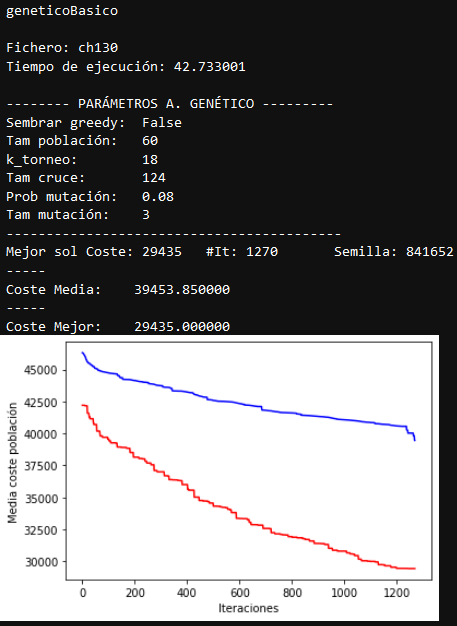 geneticoBasico
Fichero: ch130
Tiempo de ejecución: 42.733001
-------- PARÁMETROS A. GENÉTICO ---------
Sembrar greedy: False
Tam población: 60
k_torneo: 18
Tam cruce: 124
Prob mutación: 0.08
Tam mutación: 3
-----------------------------------------
Mejor sol Coste: 29435 #It: 1270 Semilla: 841652
-----
Coste Media: 39453.850000
-----
Coste Mejor: 29435.000000
Media coste población
45000
42500
40000
37500
35000
32500
30000
0 200 400 600 800 1000 1200
Iteraciones